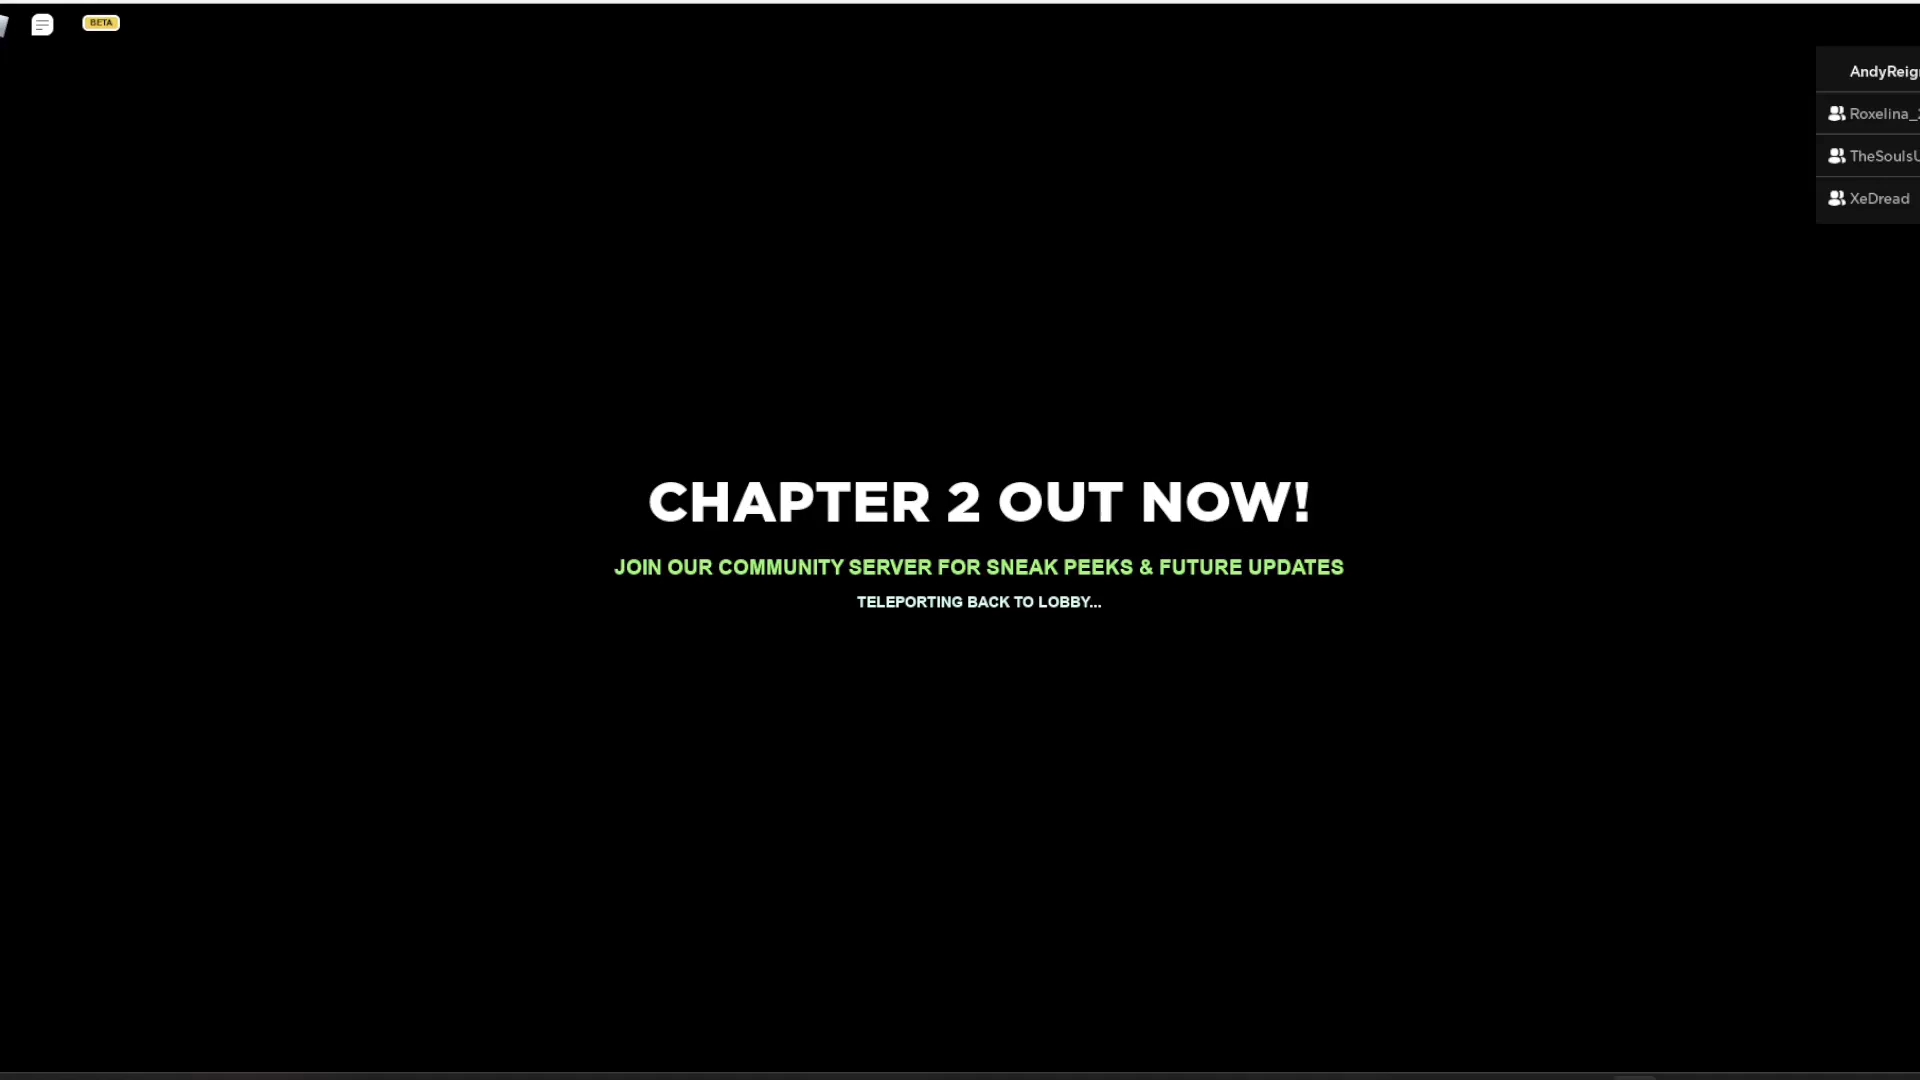 BETA
AndyReig
Roxelina_
TheSouls
XeDread
CHAPTER 2 OUT NOW!
JOIN OUR COMMUNITY SERVER FOR SNEAK PEEKS & FUTURE UPDATES
TELEPORTING BACK TO LOBBY...